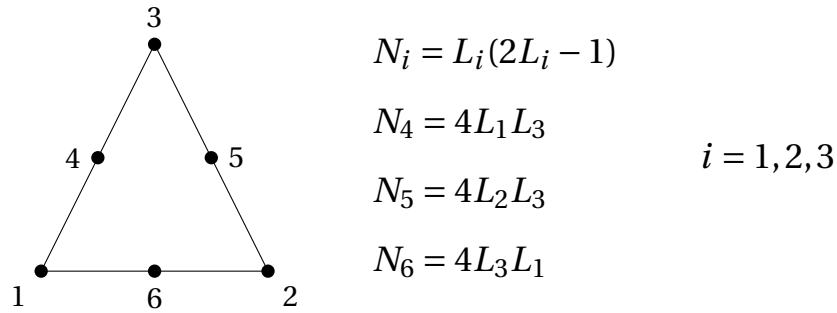 3
4
5
1
6
2
N_i = L_i(2L_i − 1)
N_4 = 4L_1L_3
N_5 = 4L_2L_3
N_6 = 4L_3L_1
i = 1,2,3